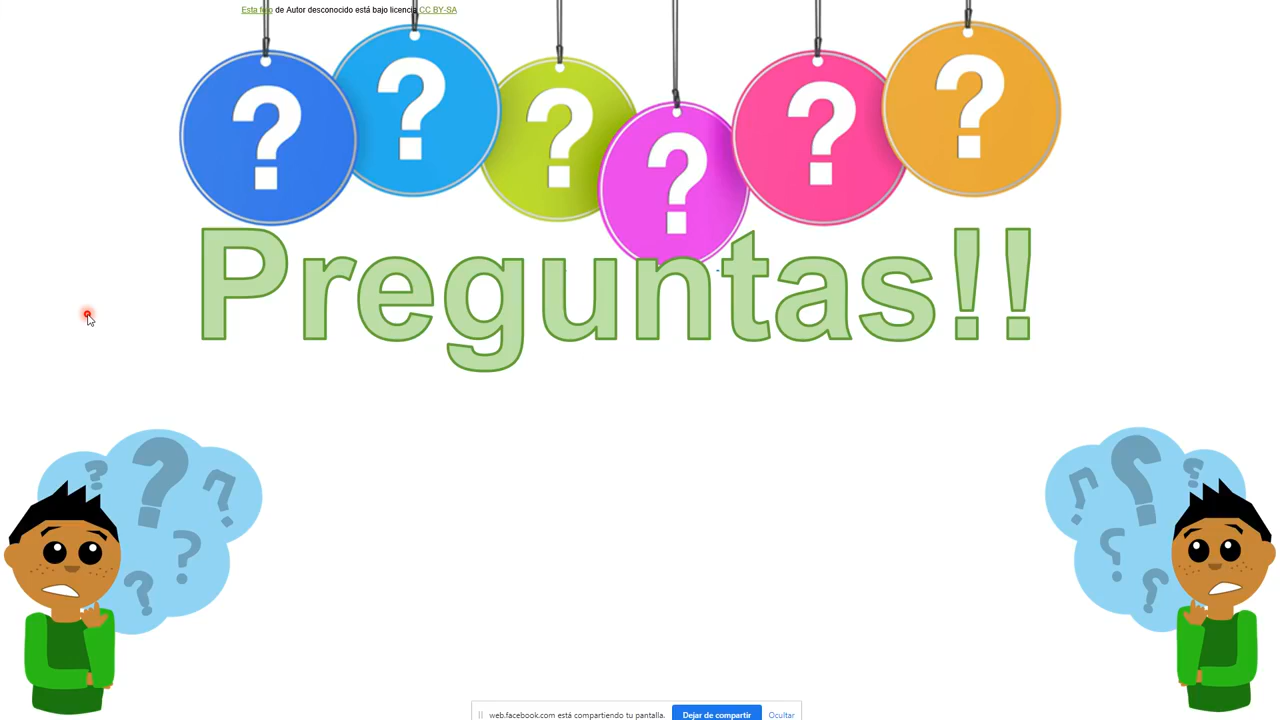 Esta foto de Autor desconocido está bajo licencia CC BY-SA
? ? ? ? ? ?
Preguntas!!
web.facebook.com está compartiendo tu pantalla. Dejar de compartir Ocultar